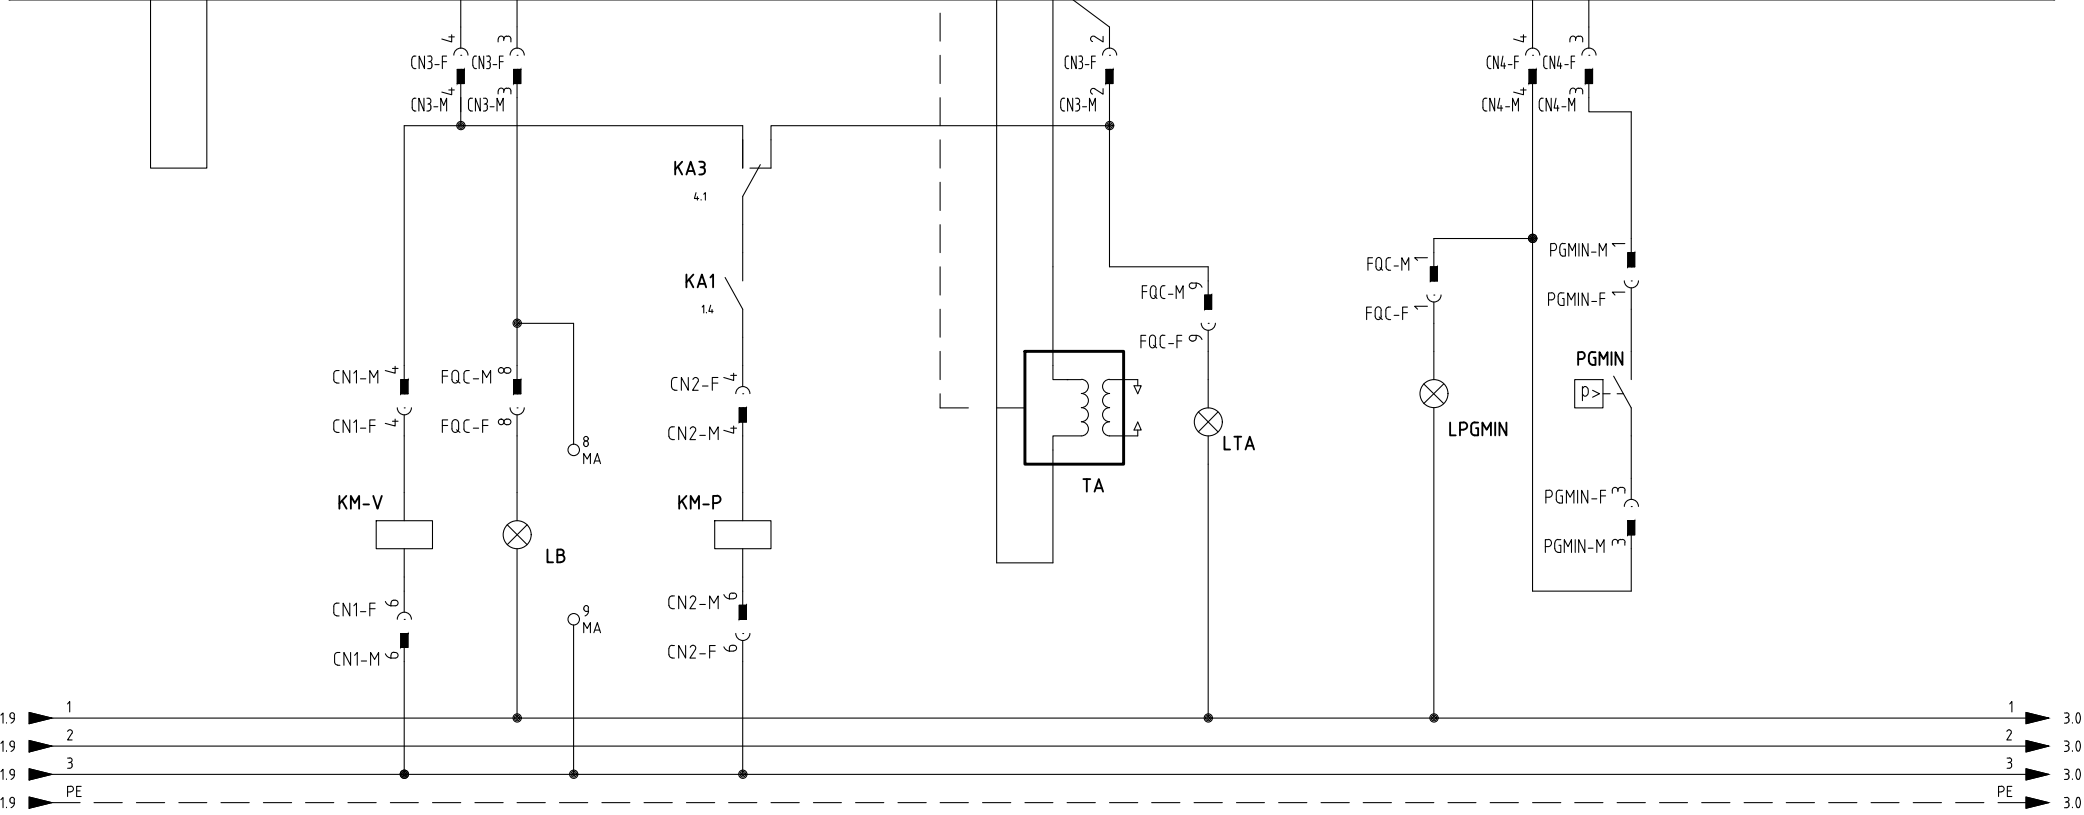 4 3 2 4 3
CN3-F CN3-F CN3-F CN4-F CN4-F
4 3 2 4 3
CN3-M CN3-M CN3-M CN4-M CN4-M
KA3
4.1
PGMIN-M 1
FQC-M 1
KA1
FQC-M 9
PGMIN-F 1
1.4
FQC-F 1
FQC-F 9
PGMIN
CN1-M 4 FQC-M 8 CN2-F 4
P>
CN1-F 4 FQC-F 8 CN2-M 4
LPGMIN
8
MA
LTA
TA
PGMIN-F 3
KM-V KM-P
PGMIN-M 3
LB
CN1-F 6 9 CN2-M 6
MA
CN1-M 6 CN2-F 6
1.9 1 1 3.0
1.9 2 2 3.0
1.9 3 3 3.0
1.9 PE PE 3.0